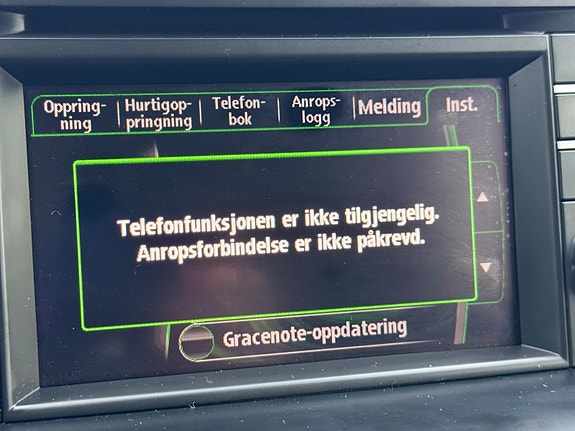 Oppring-
ning
Hurtigop-
pringning
Telefon-
bok
Anrops-
logg
Melding
Inst.
Telefonfunksjonen er ikke tilgjengelig.
Anropsforbindelse er ikke påkrevd.
Gracenote-oppdatering